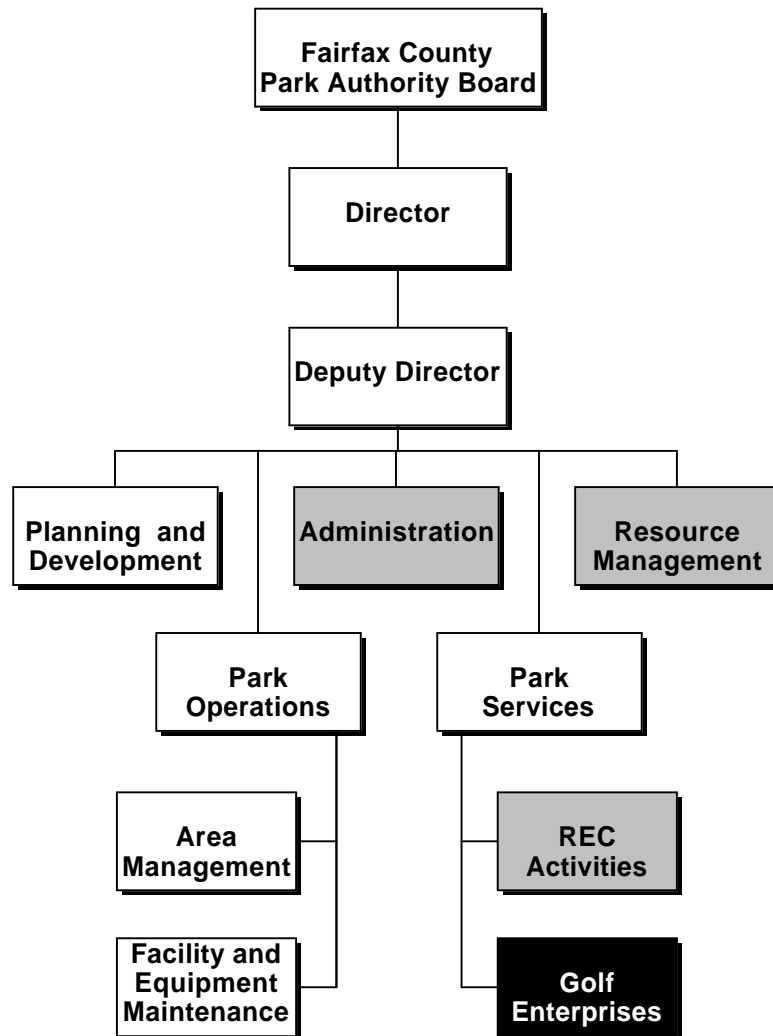 Fairfax County
Park Authority Board
Director
Deputy Director
Planning and
Development
Administration
Resource
Management
Park
Operations
Park
Services
Area
Management
REC
Activities
Facility and
Equipment
Maintenance
Golf
Enterprises